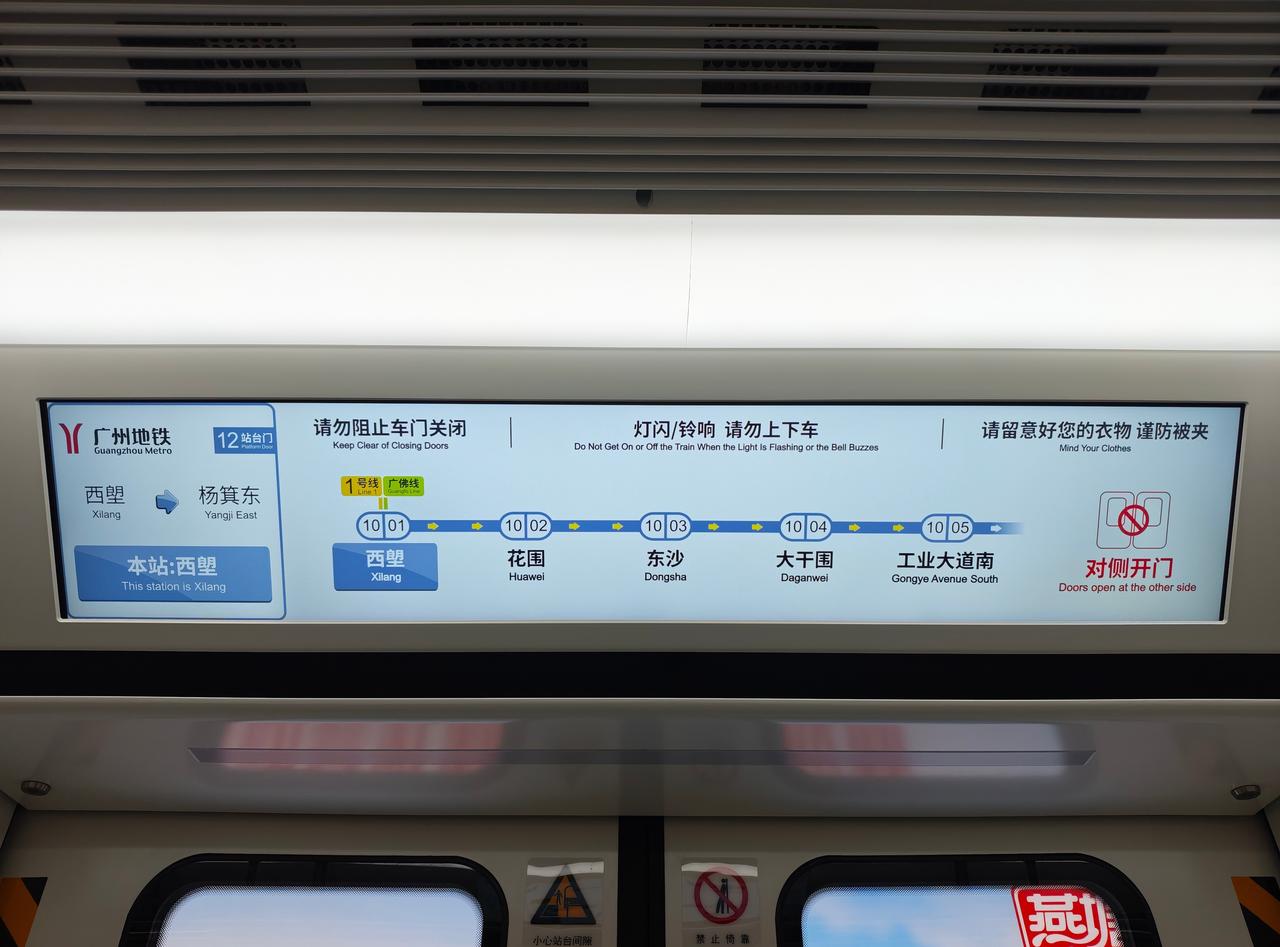 广州地铁
Guangzhou Metro
12 站台门
Platform Door
西塱
Xilang
杨箕东
Yangji East
本站:西塱
This station is Xilang
请勿阻止车门关闭
Keep Clear of Closing Doors
灯闪/铃响 请勿上下车
Do Not Get On or Off the Train When the Light Is Flashing or the Bell Buzzes
请留意好您的衣物 谨防被夹
Mind Your Clothes
1号线
Line 1
广佛线
Guangfo Line
10 01
西塱
Xilang
10 02
花围
Huawei
10 03
东沙
Dongsha
10 04
大干围
Daganwei
10 05
工业大道南
Gongye Avenue South
对侧开门
Doors open at the other side
小心站台间隙
禁止倚靠
燕